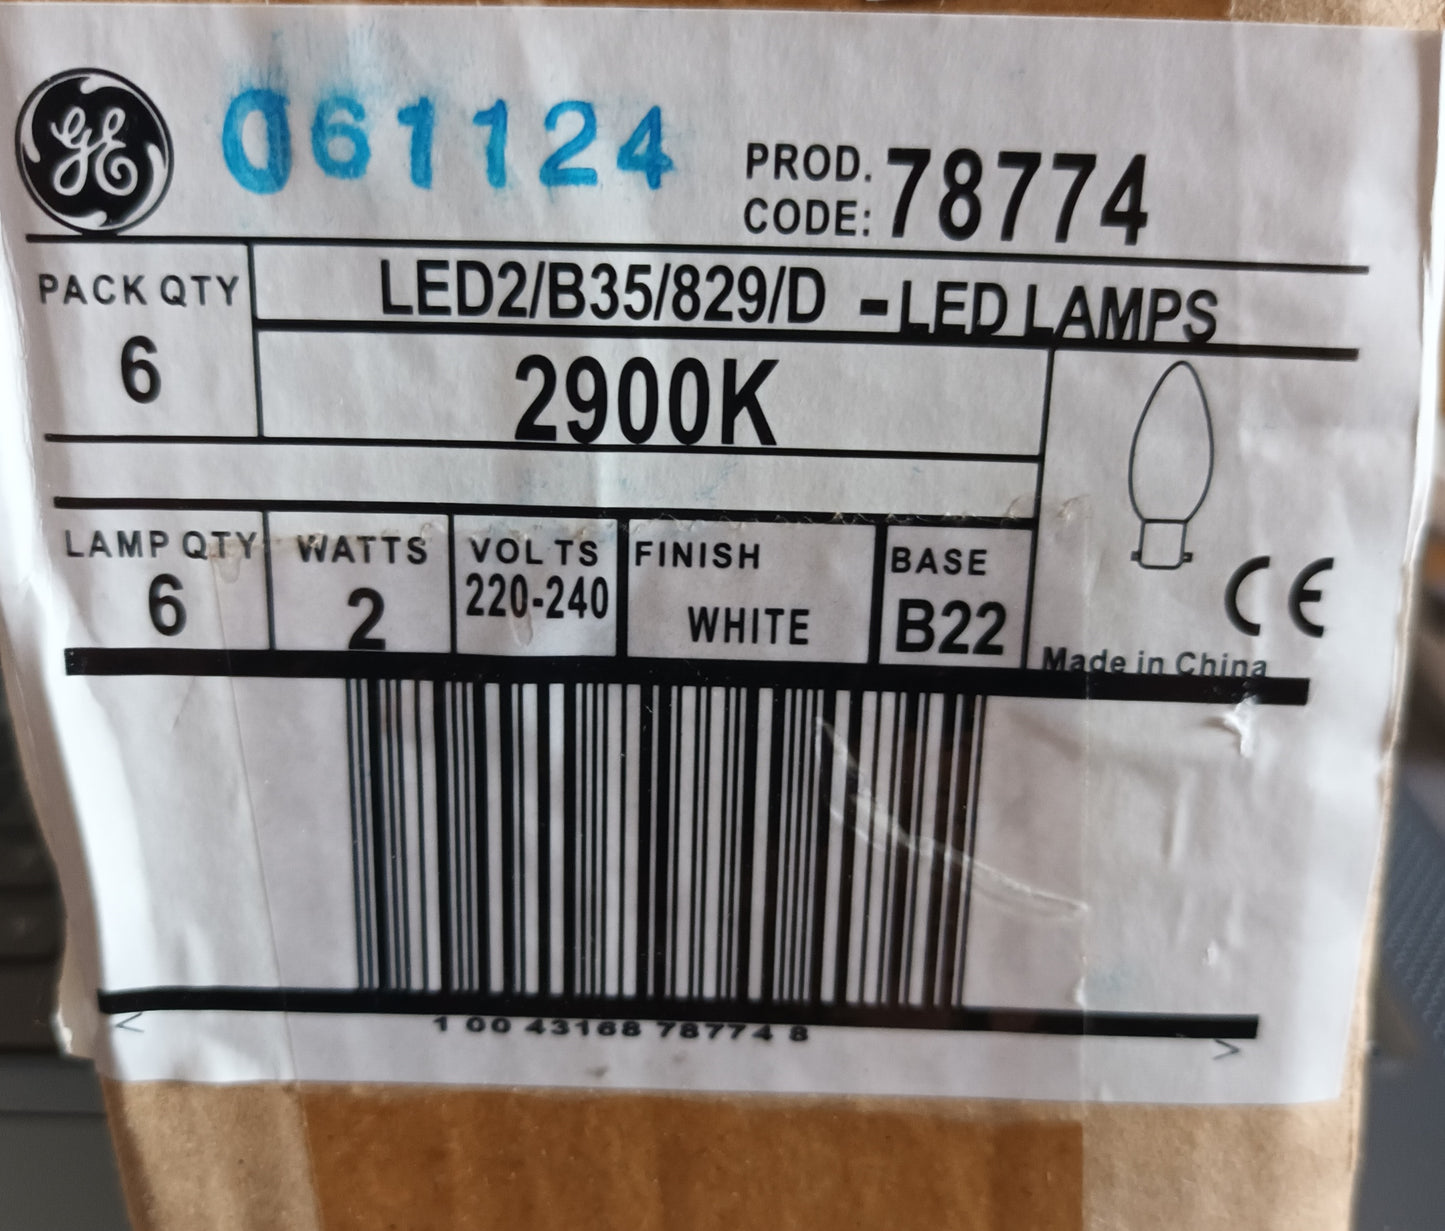 GE
061124
PROD.
CODE: 78774
PACK QTY
6
LED2/B35/829/D - LED LAMPS
2900K
LAMP QTY
6
WATTS
2
VOLTS
220-240
FINISH
WHITE
BASE
B22
CE
Made in China
< 1 00 43168 78774 8 >